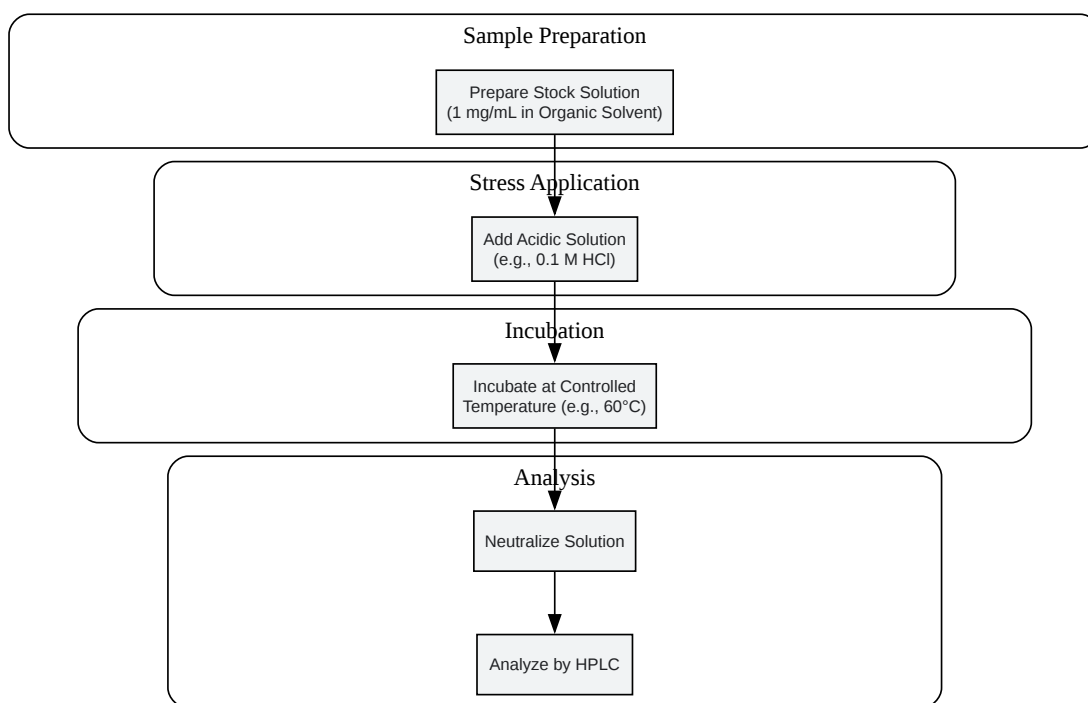 Sample Preparation
Prepare Stock Solution
(1 mg/mL in Organic Solvent)
Stress Application
Add Acidic Solution
(e.g., 0.1 M HCl)
Incubation
Incubate at Controlled
Temperature (e.g., 60°C)
Analysis
Neutralize Solution
Analyze by HPLC